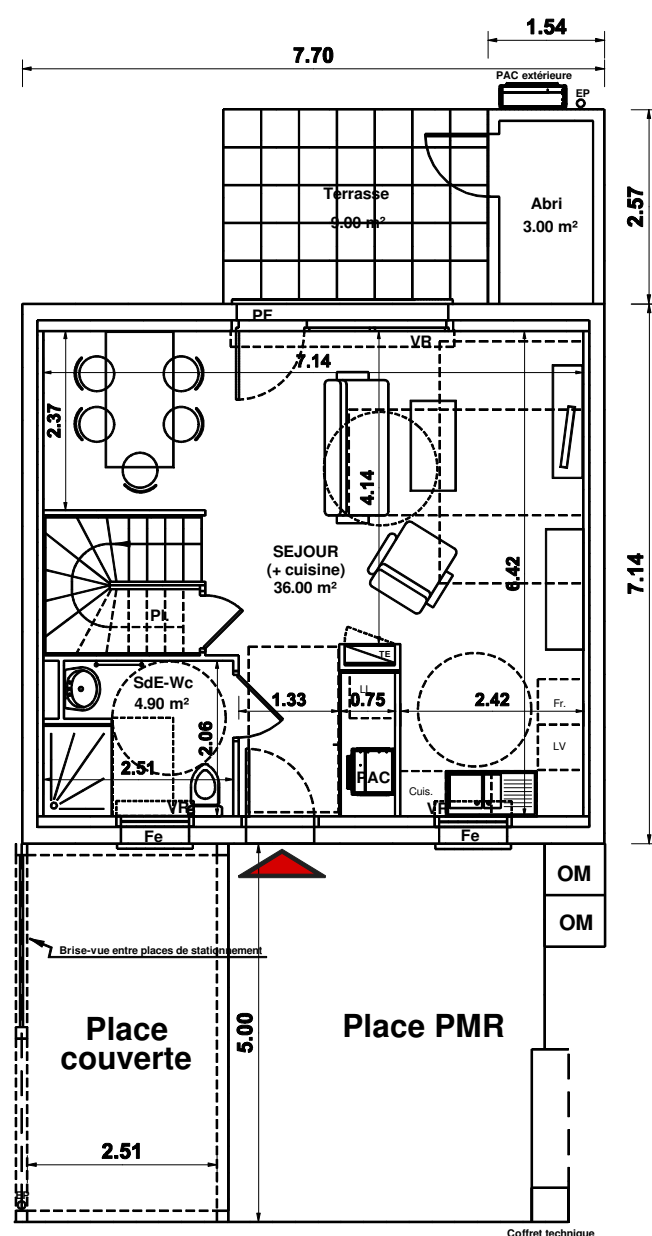 1.54
7.70
PAC extérieure
EP
2.57
Terrasse
9.00 m²
Abri
3.00 m²
PF
VR
7.14
2.37
4.14
SEJOUR
(+ cuisine)
36.00 m²
6.42
7.14
Pl.
TE
SdE-Wc
4.90 m²
LL
1.33
0.75
2.42
Fr.
2.06
LV
2.51
PAC
Cuis.
VR
VR
Fe
Fe
OM
OM
Brise-vue entre places de stationnement
Place
couverte
5.00
Place PMR
2.51
Coffret technique